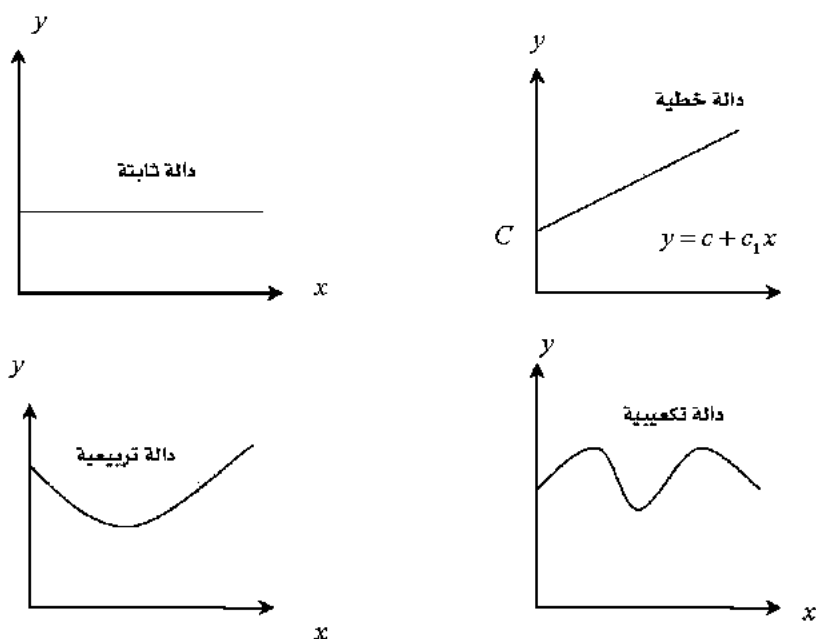 y
دالة ثابتة
x
y
دالة خطية
C
y = c + c₁x
y
دالة تربيعية
x
y
دالة تكعيبية
x